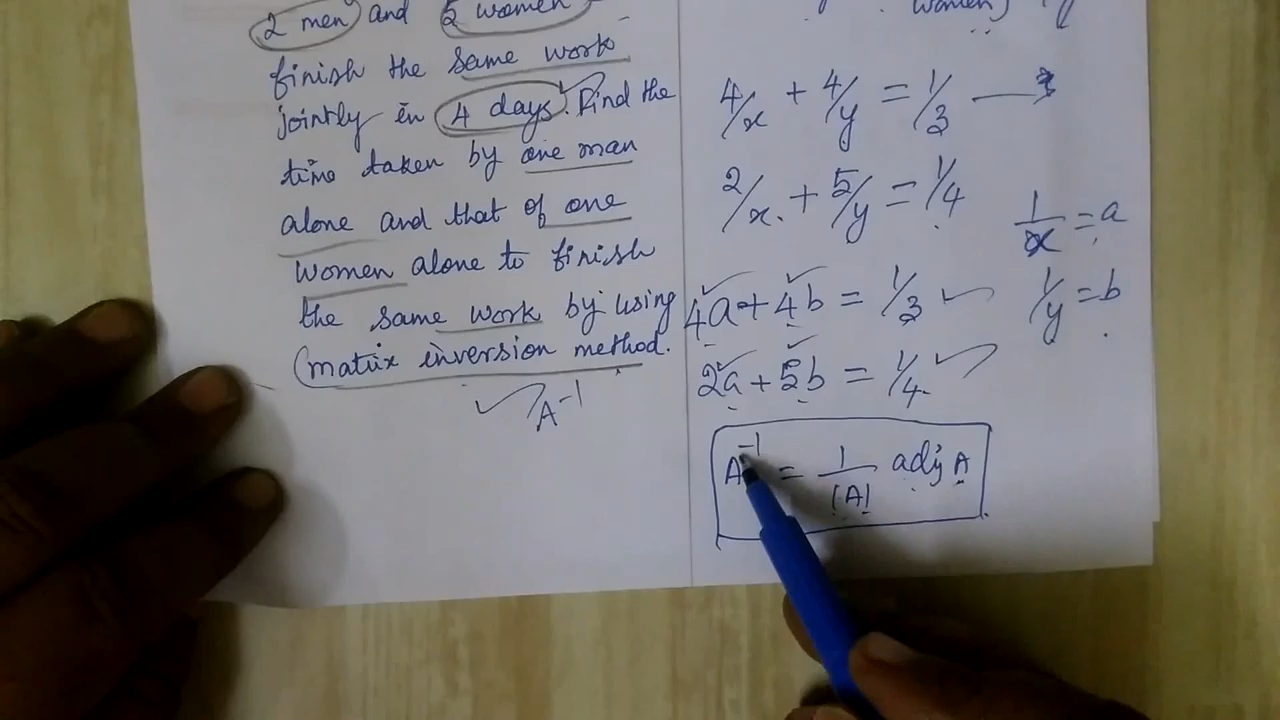 2 men and 5 women
finish the same work
jointly in 4 days. Find the
time taken by one man
alone and that of one
women alone to finish
the same work by using
(matrix inversion method.
A⁻¹
women)
4/x + 4/y = 1/3
2/x + 5/y = 1/4
1/x = a
1/y = b
4a + 4b = 1/3
2a + 5b = 1/4
A⁻¹ = 1/|A| adj A